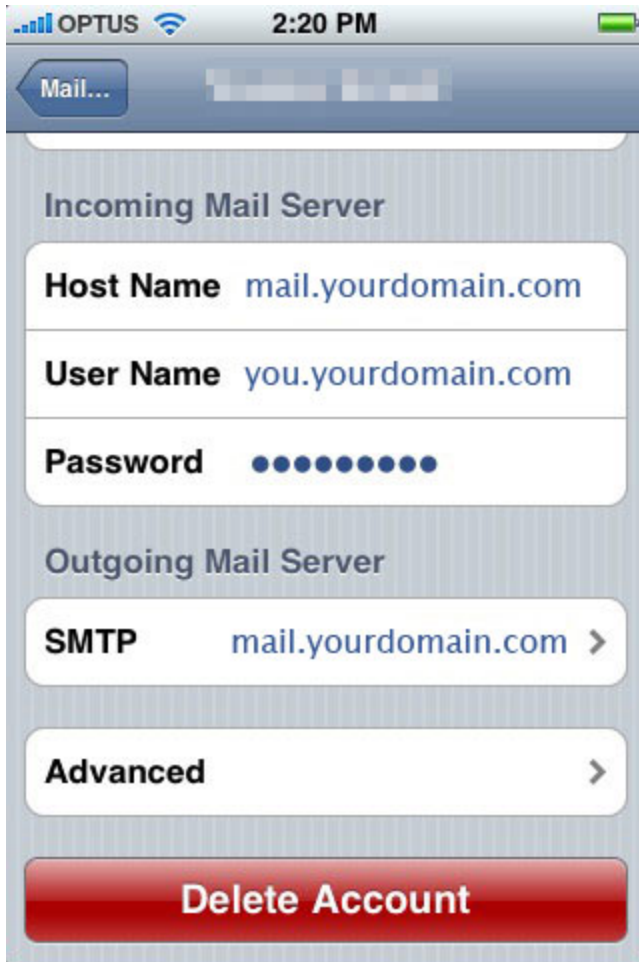 OPTUS 2:20 PM
Mail...
Incoming Mail Server
Host Name mail.yourdomain.com
User Name you.yourdomain.com
Password ●●●●●●●●●
Outgoing Mail Server
SMTP mail.yourdomain.com
Advanced
Delete Account